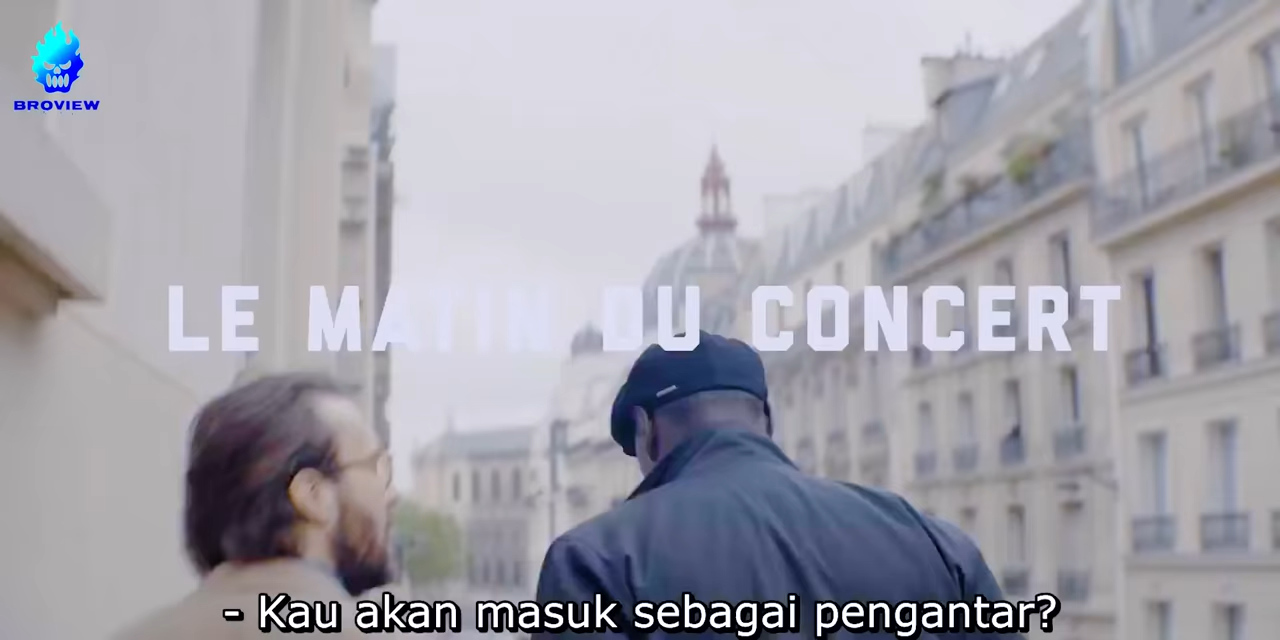 BROVIEW
LE MATIN DU CONCERT
- Kau akan masuk sebagai pengantar?